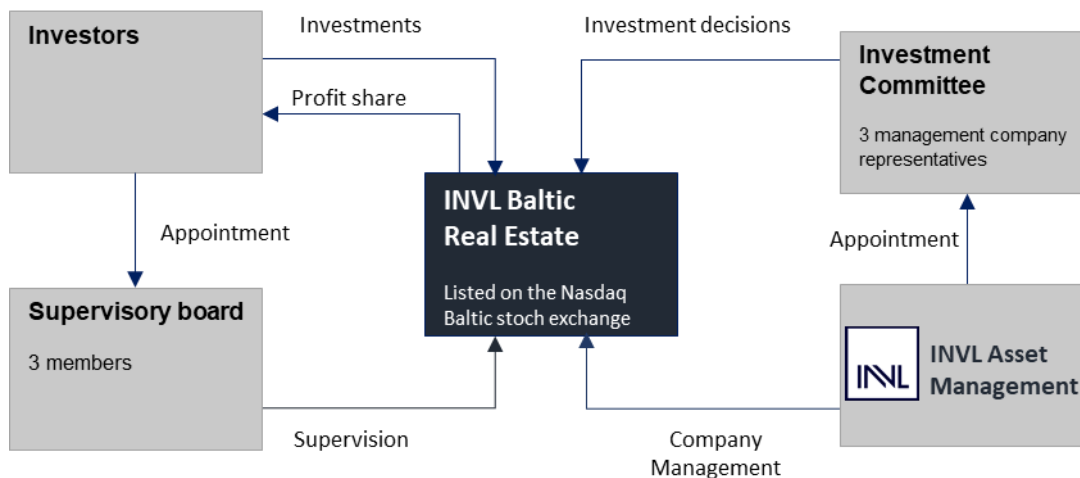 Investors
Investments
Profit share
Investment decisions
Investment
Committee
3 management company
representatives
INVL Baltic
Real Estate
Listed on the Nasdaq
Baltic stoch exchange
Appointment
Appointment
Supervisory board
3 members
INVL
INVL Asset
Management
Supervision
Company
Management